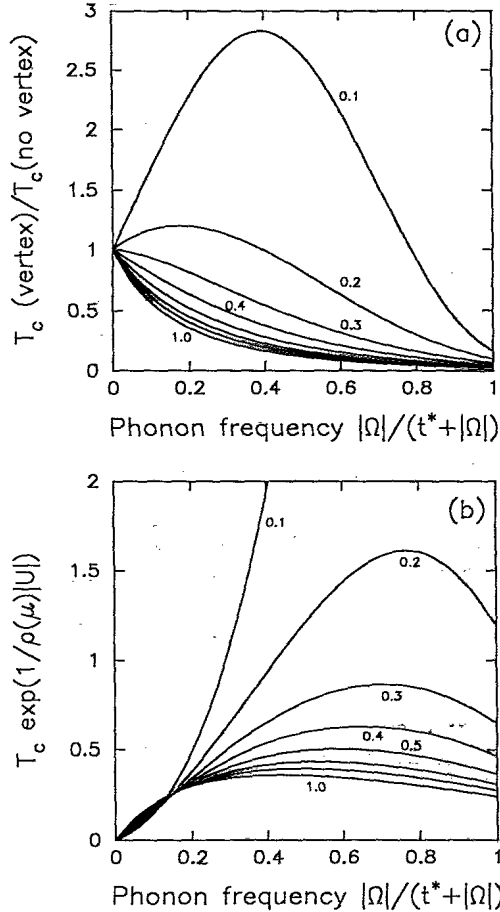 (a)
T_c (vertex)/T_c(no vertex)
3
2.5
2
1.5
1
0.5
0
0.1
0.2
0.4
0.3
1.0
0 0.2 0.4 0.6 0.8 1
Phonon frequency |Ω|/(t*+|Ω|)
(b)
T_c exp(1/ρ(μ)|U|)
2
1.5
1
0.5
0
0.1
0.2
0.3
0.4 0.5
1.0
0 0.2 0.4 0.6 0.8 1
Phonon frequency |Ω|/(t*+|Ω|)